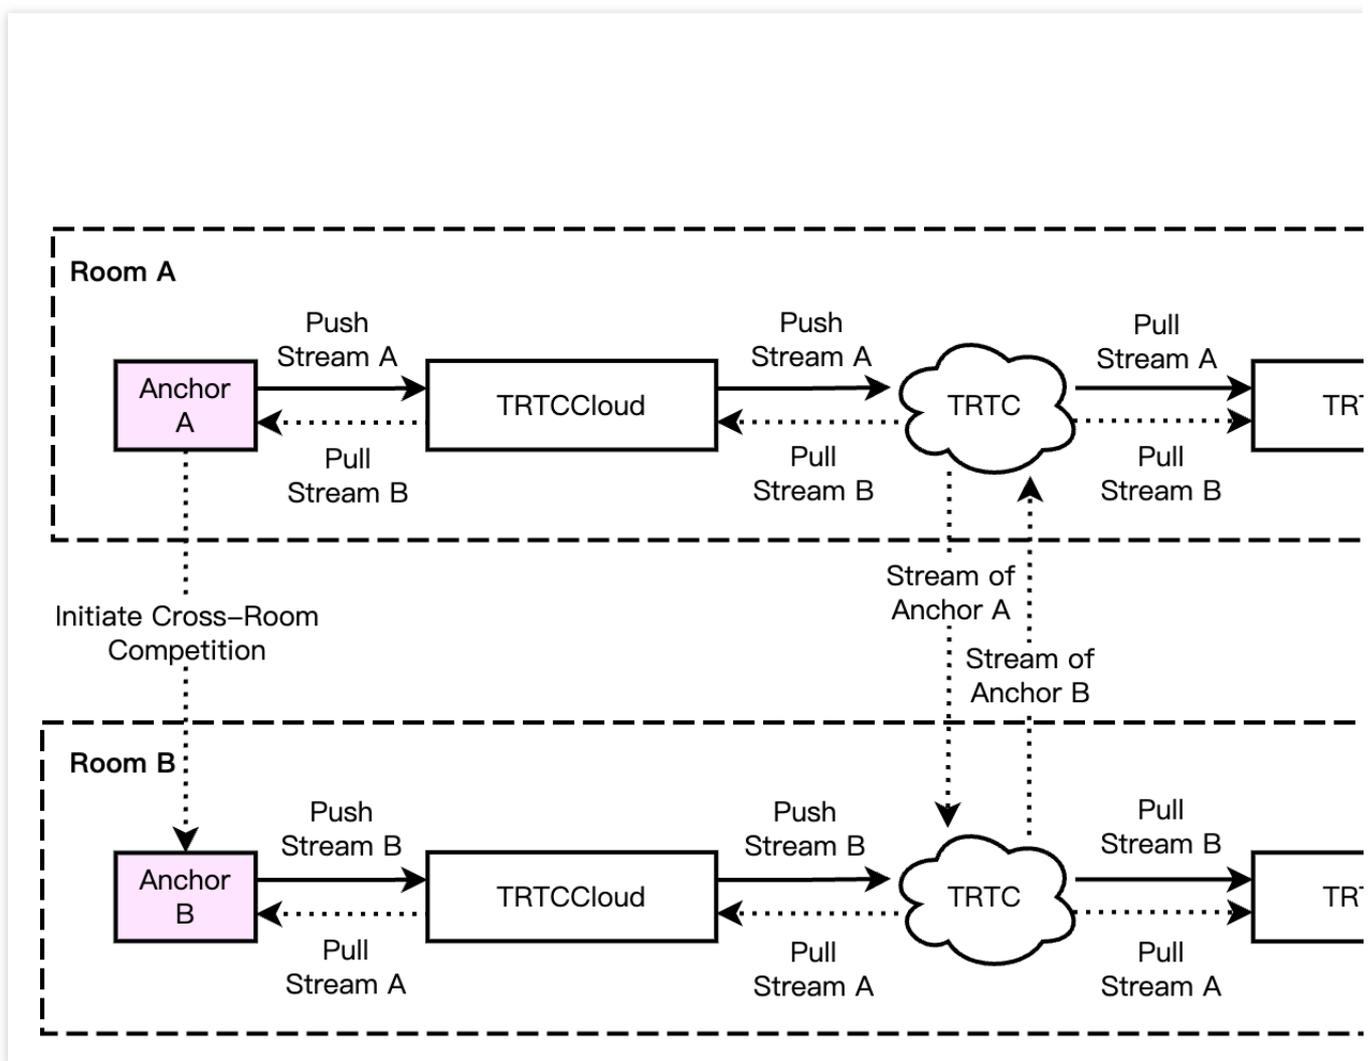 Room A
Push
Stream A
Push
Stream A
Pull
Stream A
Anchor
A
TRTCCloud
TRTC
TR
Pull
Stream B
Pull
Stream B
Pull
Stream B
Stream of
Anchor A
Initiate Cross–Room
Competition
Stream of
Anchor B
Room B
Push
Stream B
Push
Stream B
Pull
Stream B
Anchor
B
TRTCCloud
TRTC
TR
Pull
Stream A
Pull
Stream A
Pull
Stream A